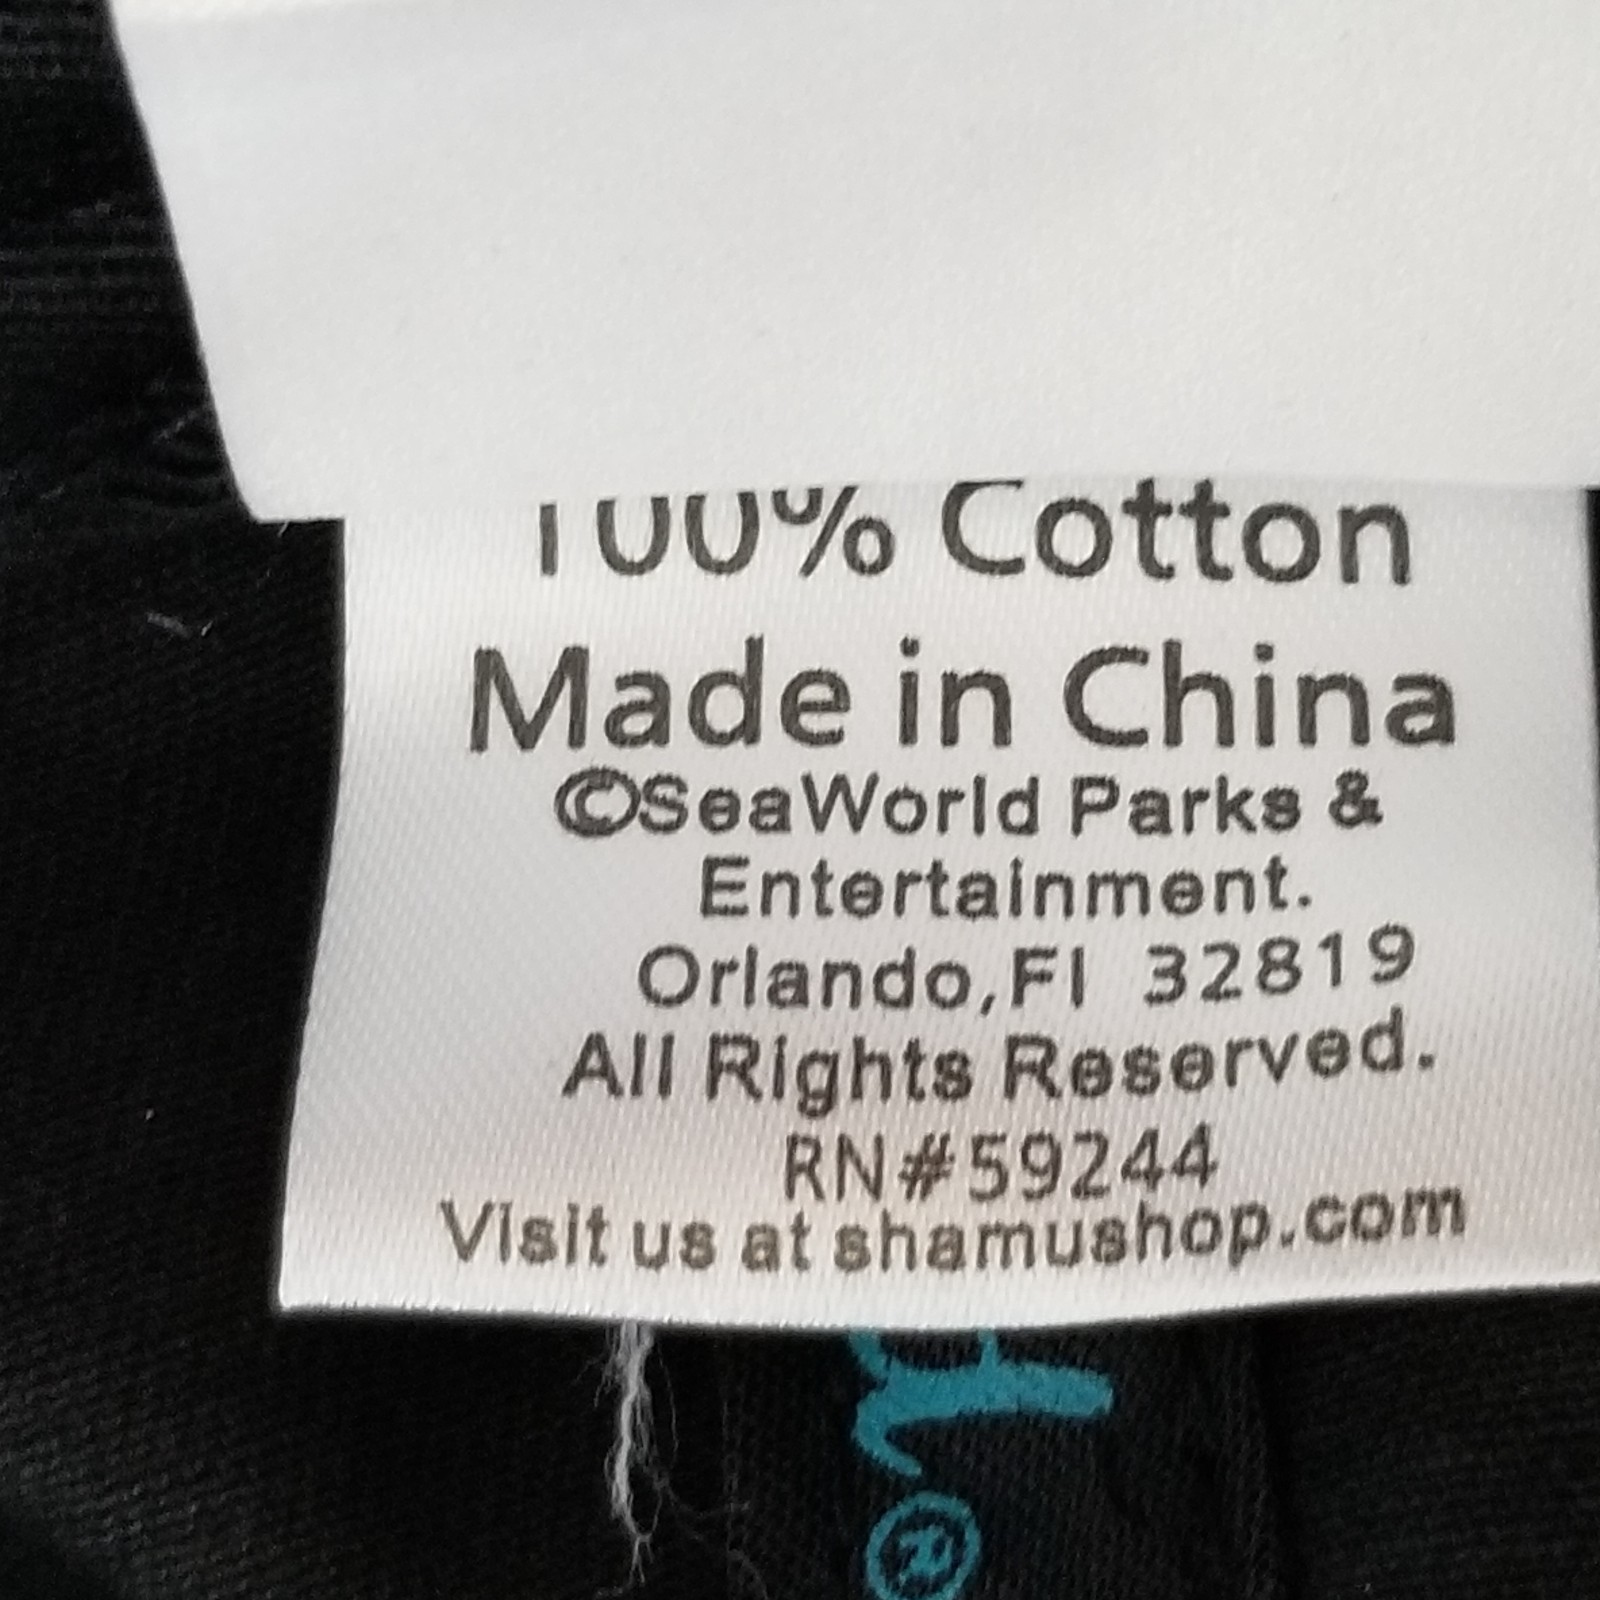 100% Cotton
Made in China
©SeaWorld Parks &
Entertainment.
Orlando,Fl 32819
All Rights Reserved.
RN#59244
Visit us at shamushop.com
®